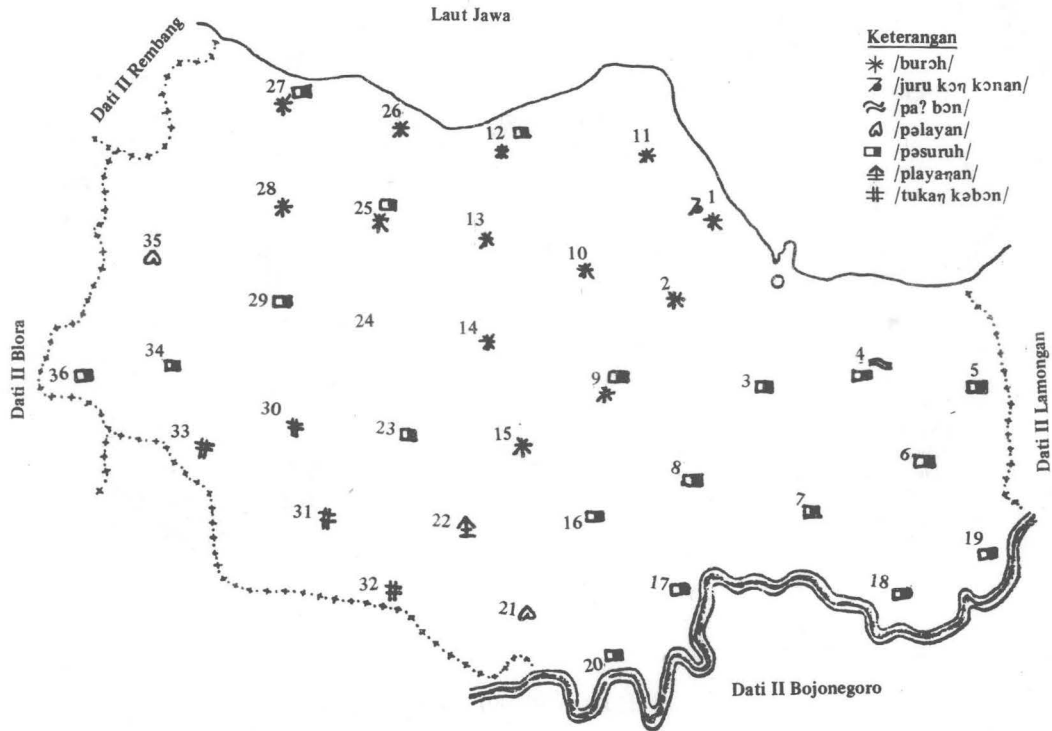 Laut Jawa
Dati II Rembang
Keterangan
/burɔh/
/juru kɔŋ kɔnan/
/pa? bɔn/
/pəlayan/
/pəsuruh/
/playaŋan/
/tukaŋ kəbɔn/
27
26
12
11
28
25
13
1
35
10
2
29
24
14
36
34
9
3
4
5
Dati II Blora
Dati II Lamongan
33
30
23
15
8
6
31
22
16
7
32
21
17
18
19
20
Dati II Bojonegoro